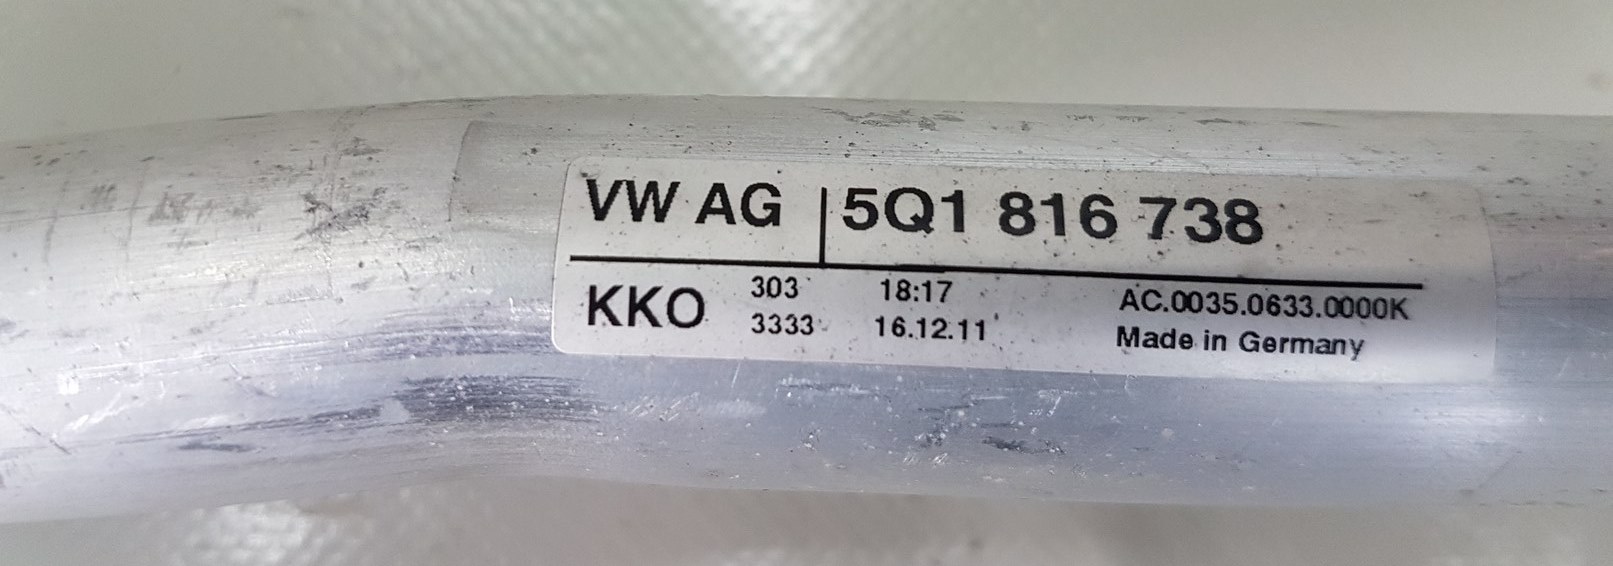 VW AG 5Q1 816 738
KKO 303 18:17 AC.0035.0633.0000K
3333 16.12.11 Made in Germany